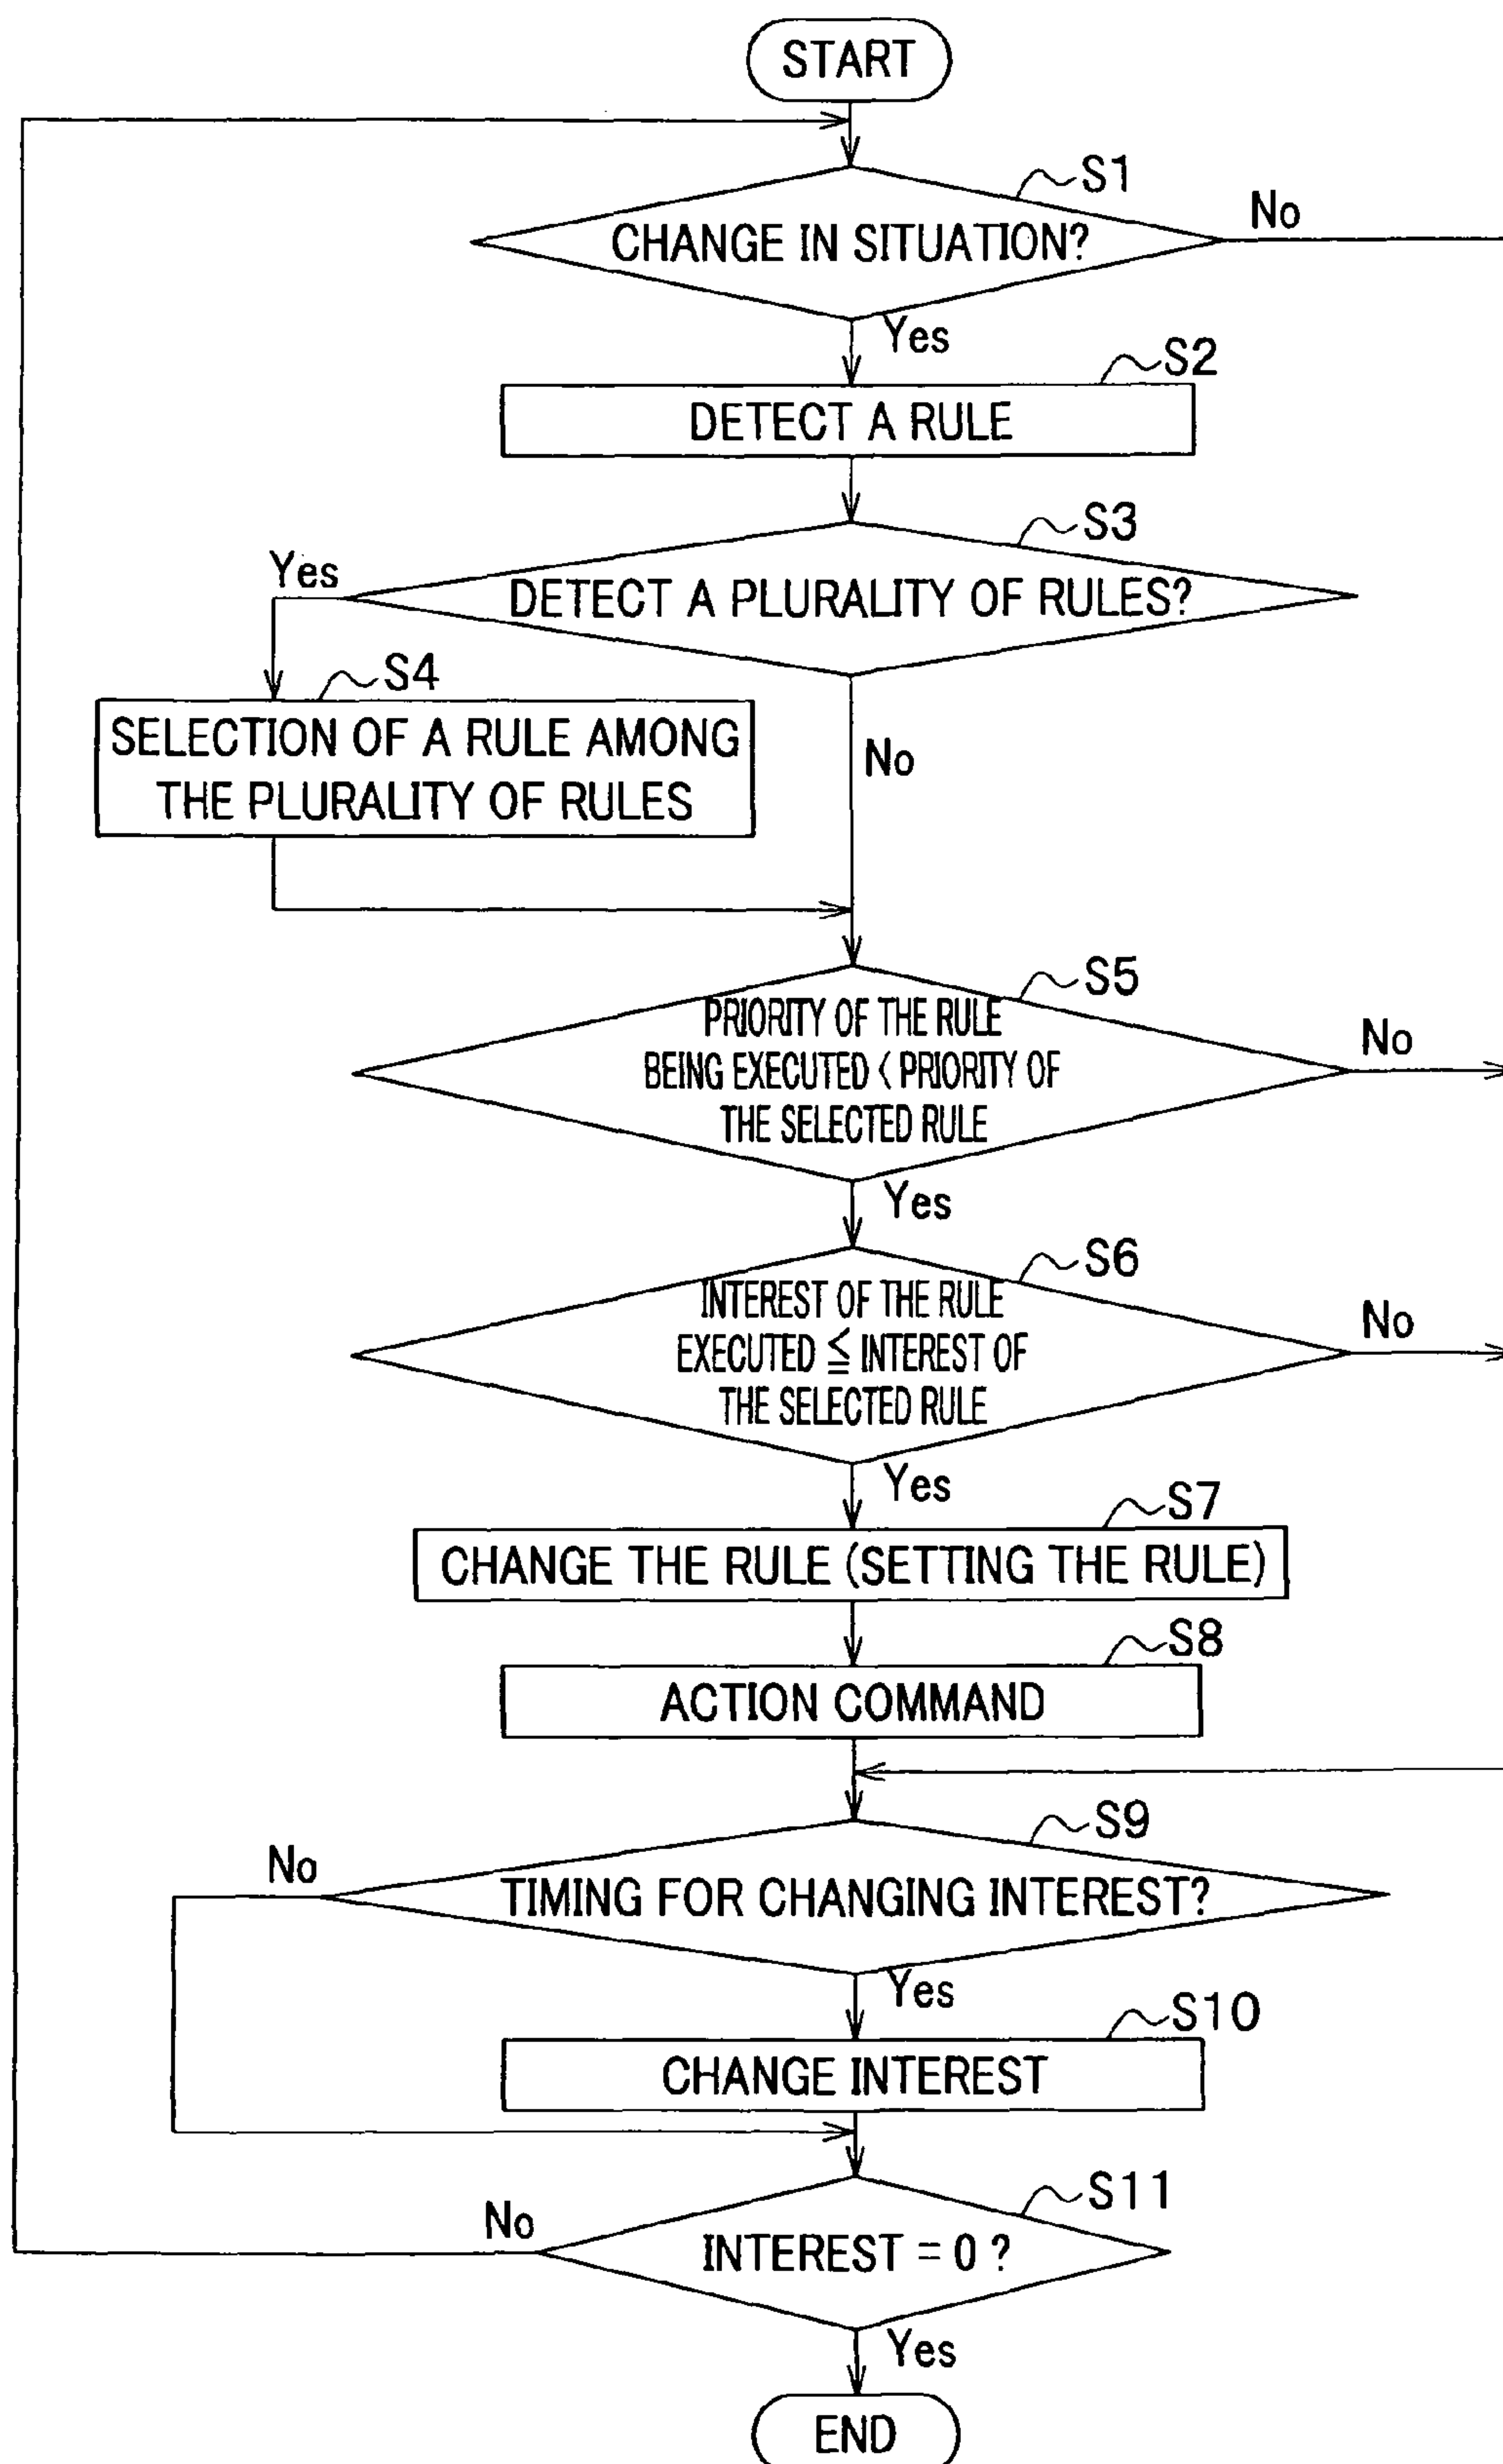 START
S1
CHANGE IN SITUATION?
No
Yes
S2
DETECT A RULE
S3
Yes
DETECT A PLURALITY OF RULES?
S4
SELECTION OF A RULE AMONG
THE PLURALITY OF RULES
No
S5
PRIORITY OF THE RULE
BEING EXECUTED < PRIORITY OF
THE SELECTED RULE
No
Yes
S6
INTEREST OF THE RULE
EXECUTED ≦ INTEREST OF
THE SELECTED RULE
No
Yes
S7
CHANGE THE RULE (SETTING THE RULE)
S8
ACTION COMMAND
S9
No
TIMING FOR CHANGING INTEREST?
Yes
S10
CHANGE INTEREST
S11
No
INTEREST = 0 ?
Yes
END